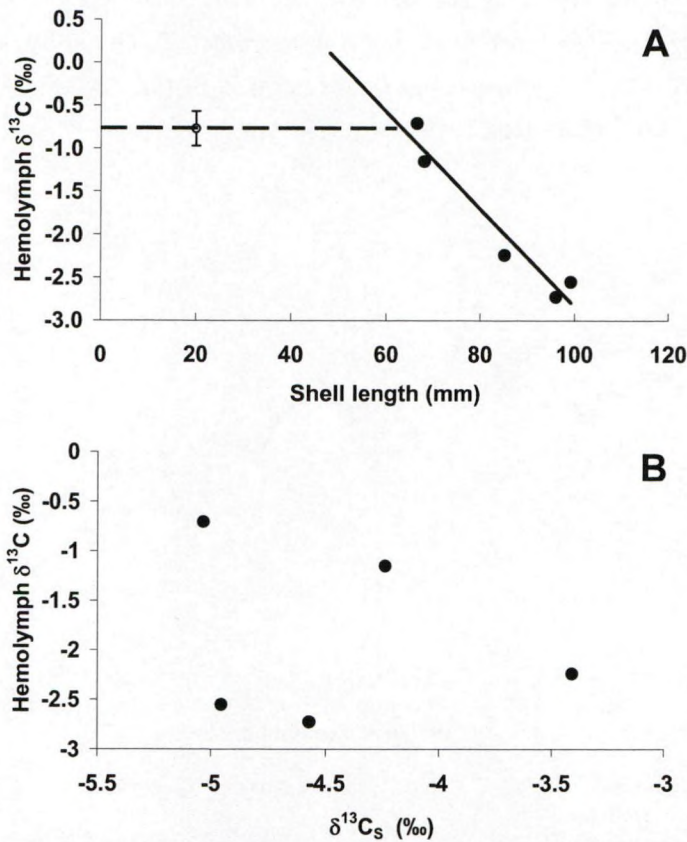 A
Hemolymph δ¹³C (‰)
0.5
0.0
-0.5
-1.0
-1.5
-2.0
-2.5
-3.0
0 20 40 60 80 100 120
Shell length (mm)
B
Hemolymph δ¹³C (‰)
0
-0.5
-1
-1.5
-2
-2.5
-3
-5.5 -5 -4.5 -4 -3.5 -3
δ¹³Cₛ (‰)